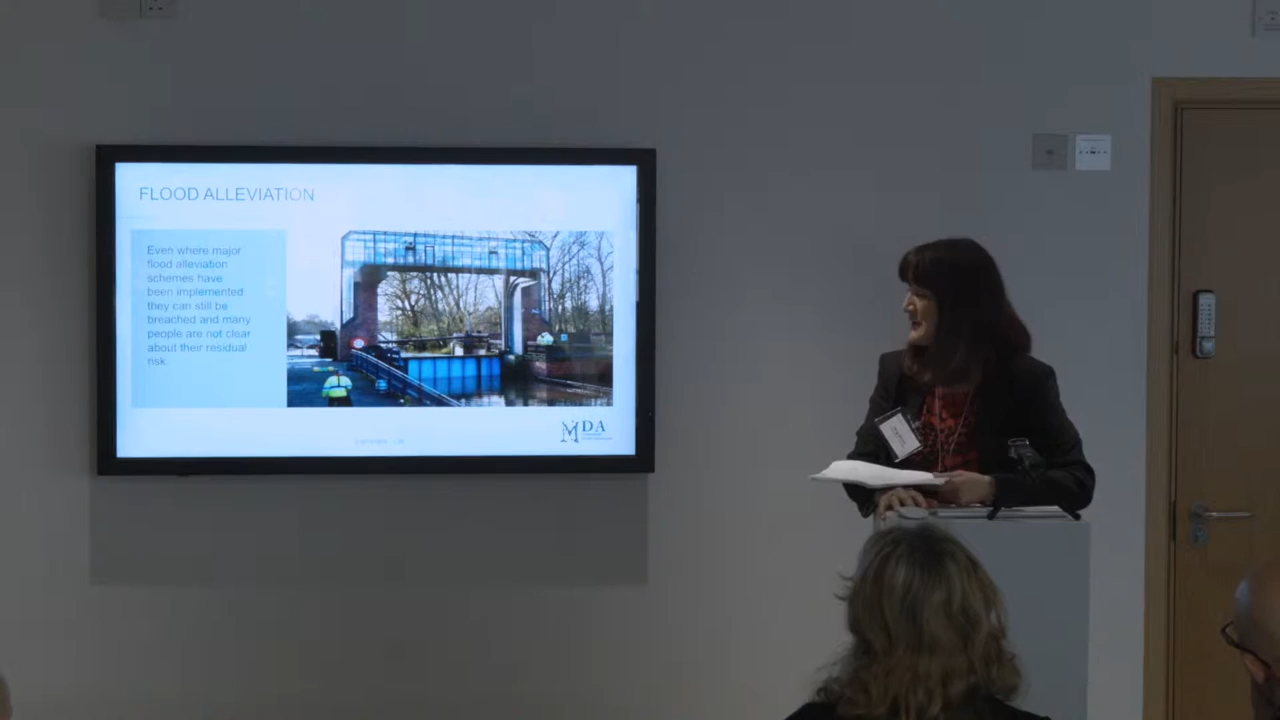 FLOOD ALLEVIATION
Even where major
flood alleviation
schemes have
been implemented
they can still be
breached and many
people are not clear
about their residual
risk.
MDA